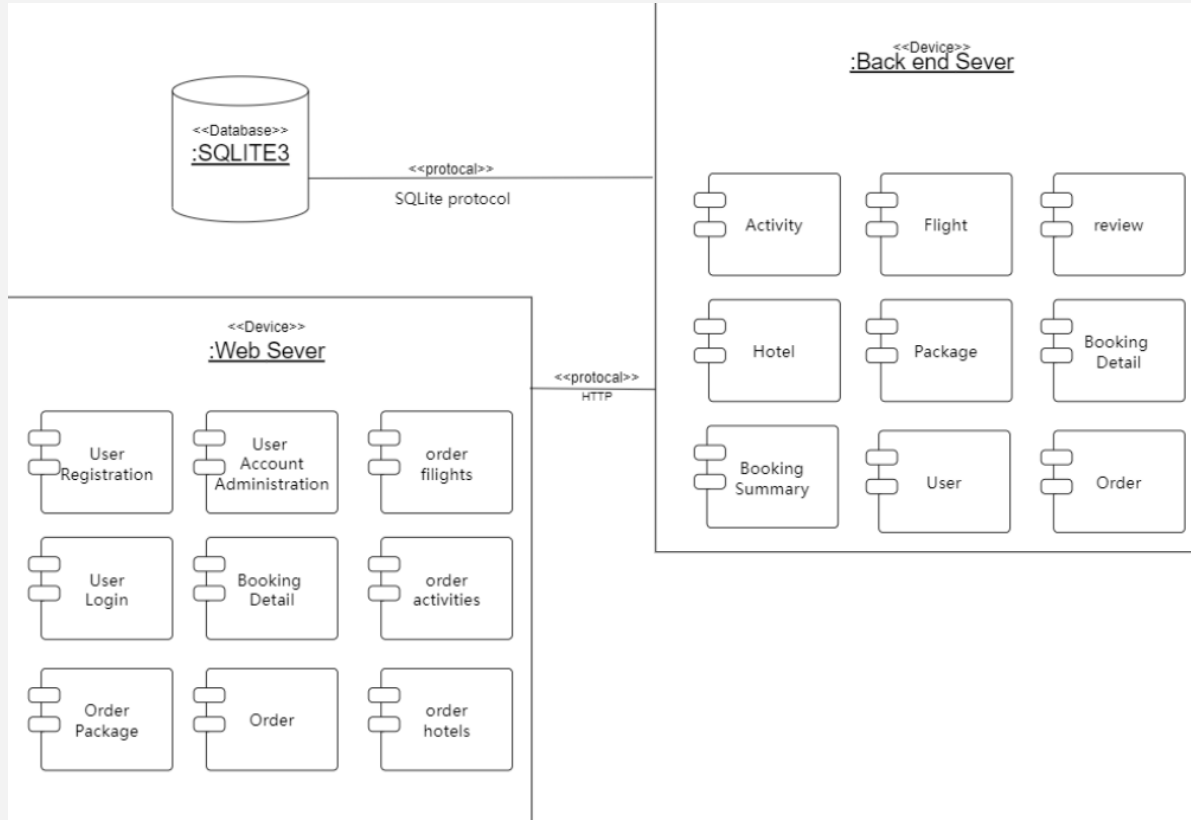 <<Device>>
:Back end Sever
<<Database>>
:SQLITE3
<<protocal>>
SQLite protocol
Activity
Flight
review
Hotel
Package
Booking
Detail
Booking
Summary
User
Order
<<protocal>>
HTTP
<<Device>>
:Web Sever
User
Registration
User
Account
Administration
order
filights
User
Login
Booking
Detail
order
activities
Order
Package
Order
order
hotels